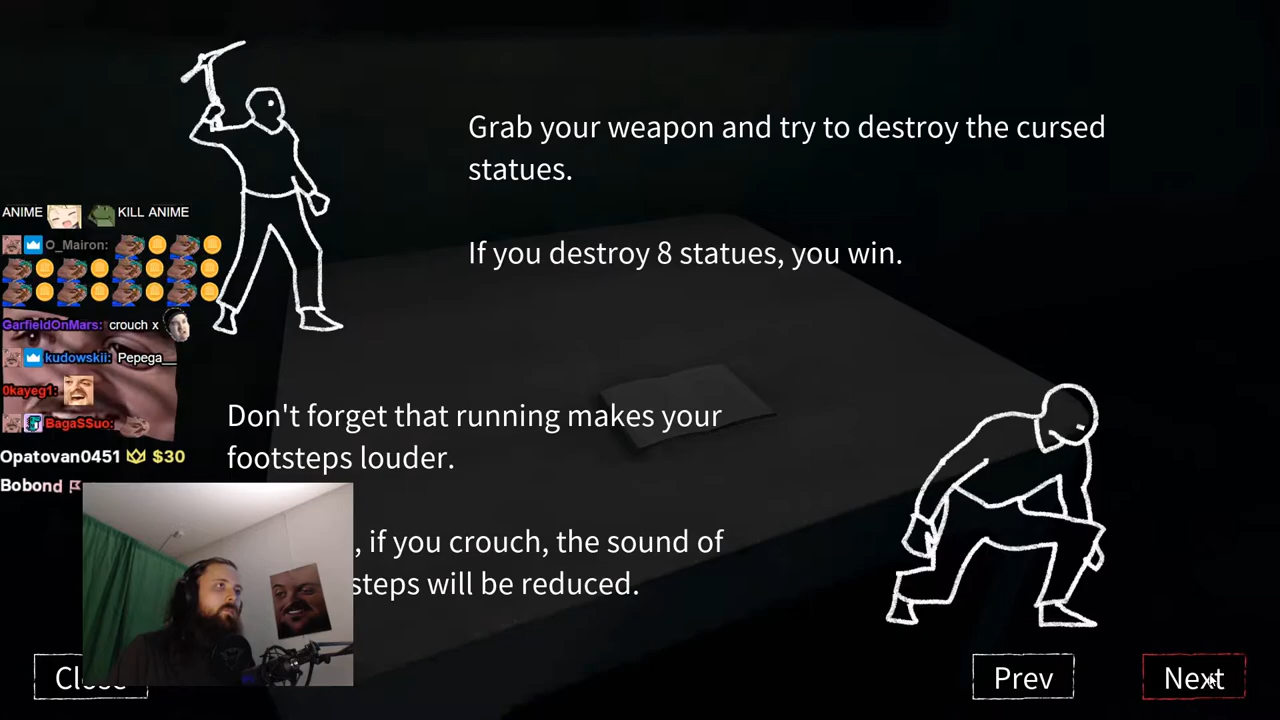 Grab your weapon and try to destroy the cursed
statues.
If you destroy 8 statues, you win.
ANIME KILL ANIME
O_Mairon:
GarfieldOnMars: crouch x
kudowskii: Pepega__
0kayeg1:
BagaSSuo:
Opatovan0451 $30
Bobond
Don't forget that running makes your
footsteps louder.
, if you crouch, the sound of
steps will be reduced.
Close
Prev
Next